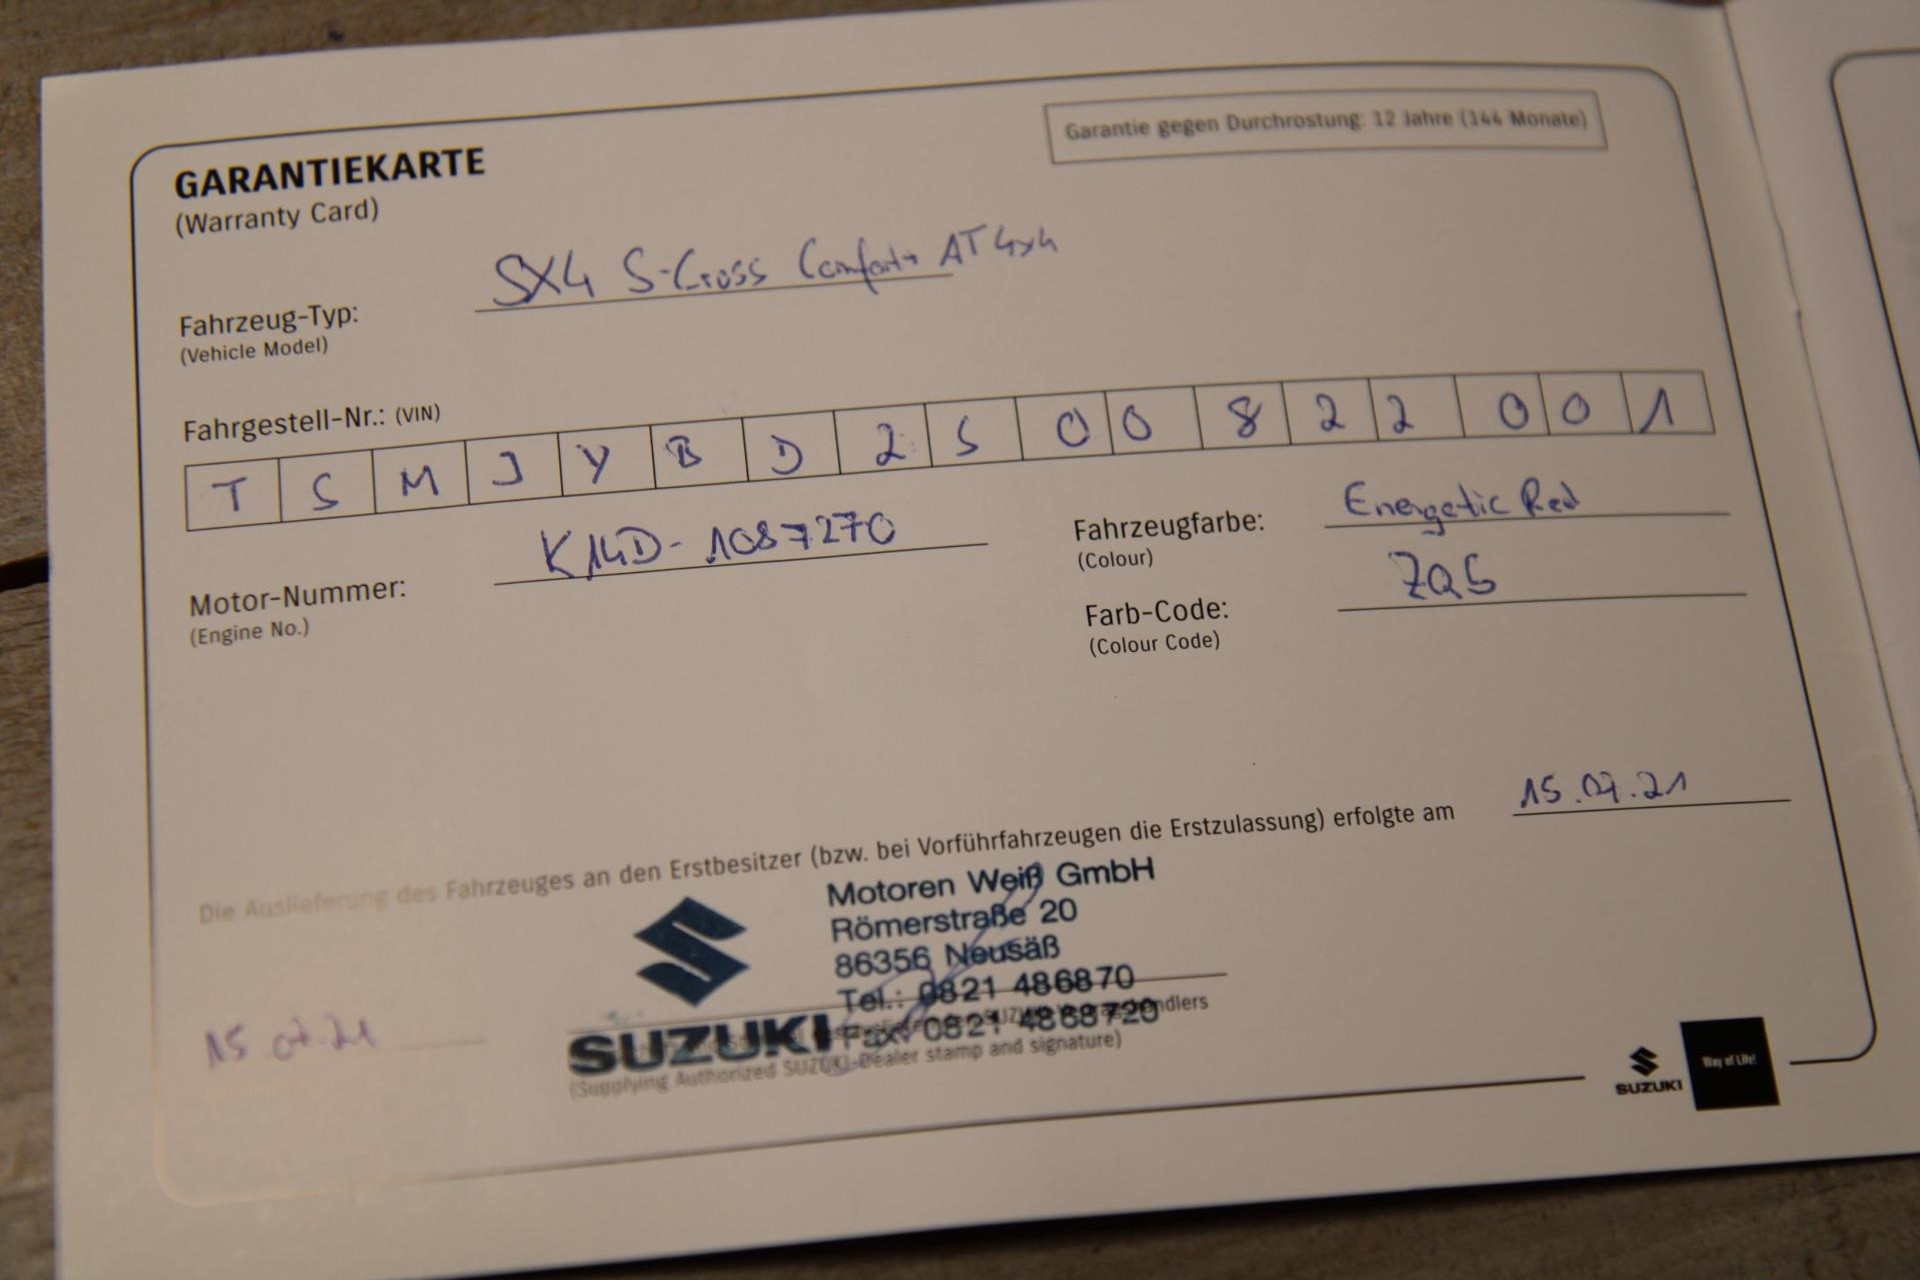 Garantie gegen Durchrostung: 12 Jahre (144 Monate)
GARANTIEKARTE
(Warranty Card)
Fahrzeug-Typ: SX4 S-Cross Comfort+ AT 4x4
(Vehicle Model)
Fahrgestell-Nr.: (VIN)
T S M J Y B D 2 S 0 0 8 2 2 0 0 1
Motor-Nummer: K14D-1087270
(Engine No.)
Fahrzeugfarbe: Energetic Red
(Colour)
Farb-Code: ZQ5
(Colour Code)
Die Auslieferung des Fahrzeuges an den Erstbesitzer (bzw. bei Vorführfahrzeugen die Erstzulassung) erfolgte am 15.07.21
Motoren Weiß GmbH
Römerstraße 20
86356 Neusäß
Tel.: 0821 486870
Fax: 0821 4868720
SUZUKI
15.07.21
(Supplying Authorized SUZUKI-Dealer stamp and signature)
SUZUKI
Way of Life!